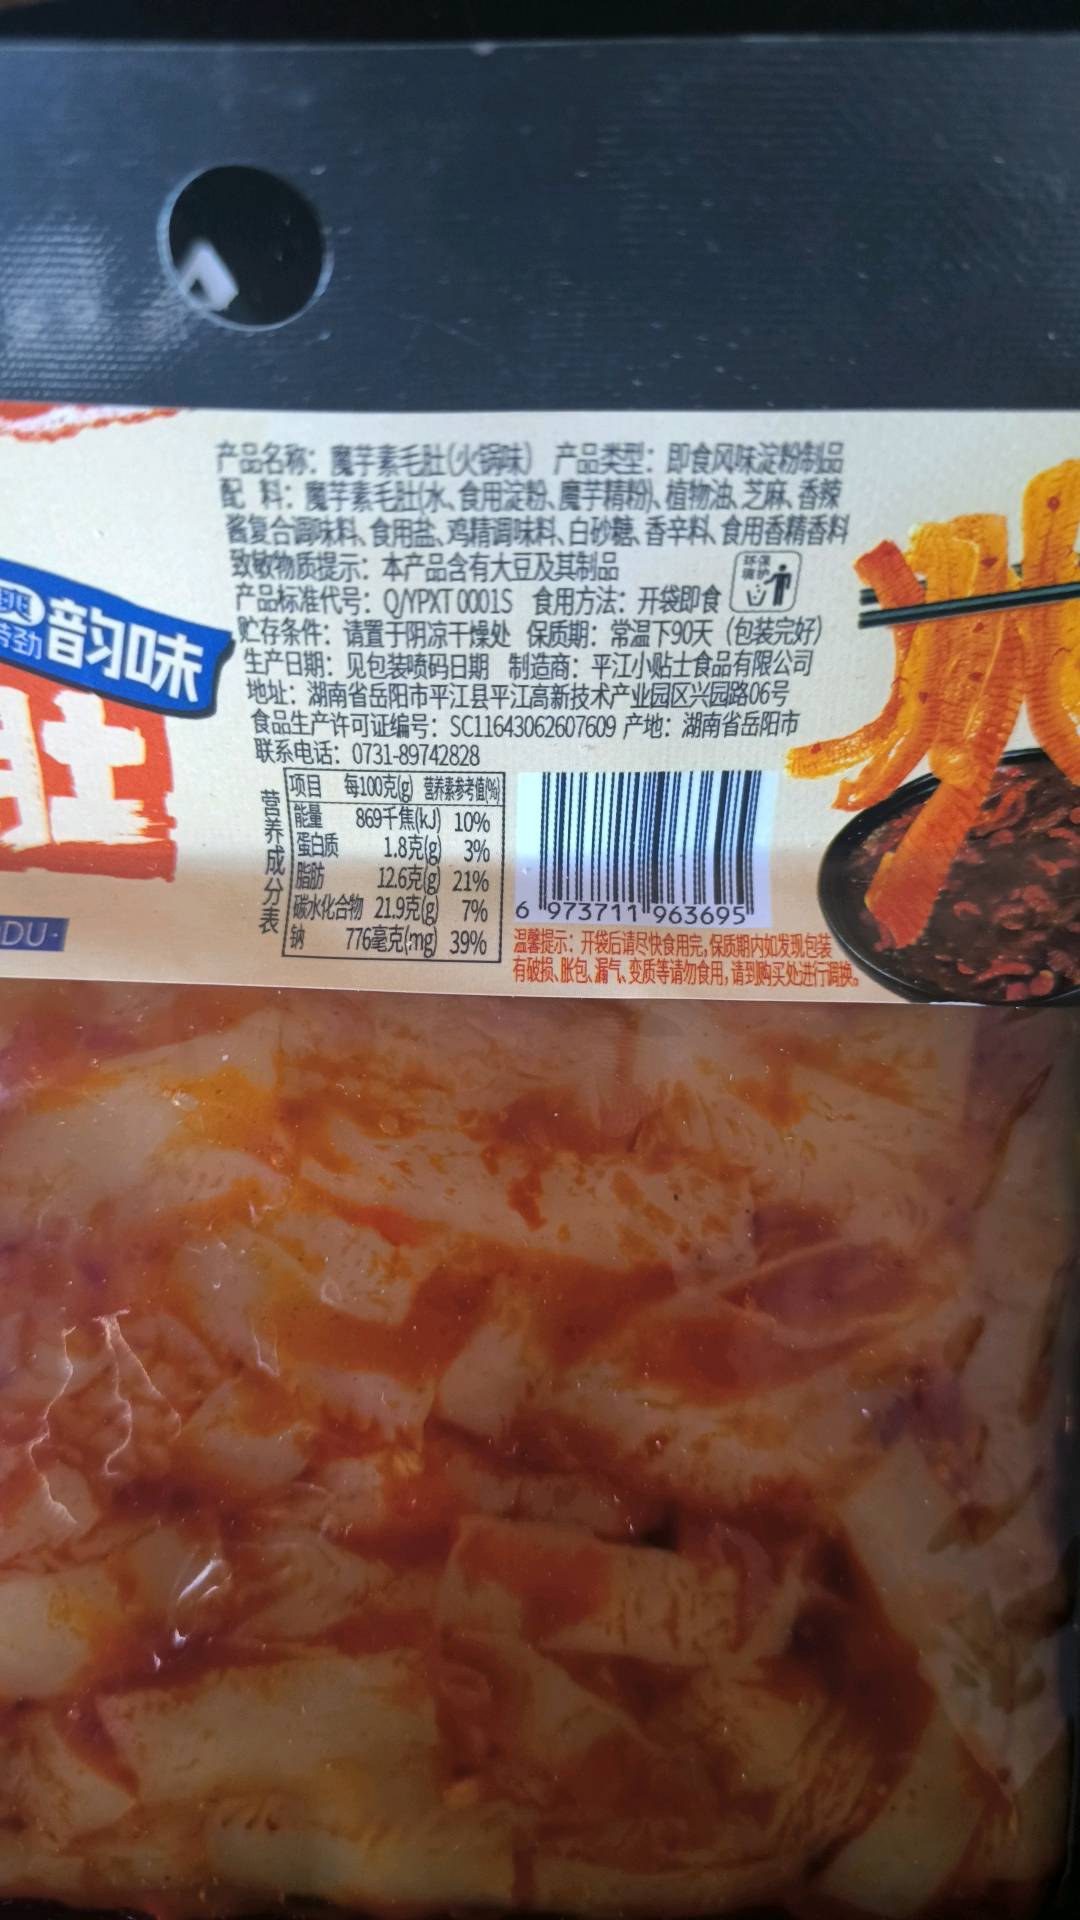 产品名称：魔芋素毛肚(火锅味) 产品类型：即食风味淀粉制品
配 料：魔芋素毛肚(水、食用淀粉、魔芋精粉)、植物油、芝麻、香辣
酱复合调味料、食用盐、鸡精调味料、白砂糖、香辛料、食用香精香料
致敏物质提示：本产品含有大豆及其制品
环保
产品标准代号：Q/YPXT 0001S 食用方法：开袋即食
贮存条件：请置于阴凉干燥处 保质期：常温下90天（包装完好）
生产日期：见包装喷码日期 制造商：平江小贴士食品有限公司
地址：湖南省岳阳市平江县平江高新技术产业园区兴园路06号
食品生产许可证编号：SC11643062607609 产地：湖南省岳阳市
联系电话：0731-89742828
营养成分表
项目 每100克(g) 营养素参考值(%)
能量 869千焦(kJ) 10%
蛋白质 1.8克(g) 3%
脂肪 12.6克(g) 21%
碳水化合物 21.9克(g) 7%
钠 776毫克(mg) 39%
6 973711 963695
温馨提示：开袋后请尽快食用完,保质期内如发现包装
有破损、胀包、漏气、变质等请勿食用,请到购买处进行调换。
爽
劲
韵味
肚
DU·